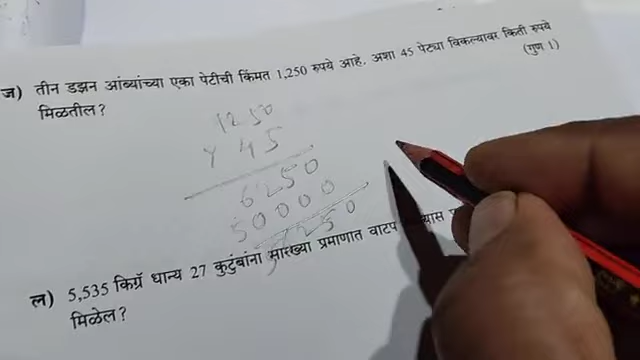 ज) तीन डझन आंब्यांच्या एका पेटीची किंमत 1,250 रुपये आहे. अशा 45 पेट्या विकल्यावर किती रुपये
मिळतील?
(गुण 1)
1250
× 45
6250
50000
56250
ल) 5,535 किग्रॅ धान्य 27 कुटुंबांना सारख्या प्रमाणात वाटप
मिळेल?